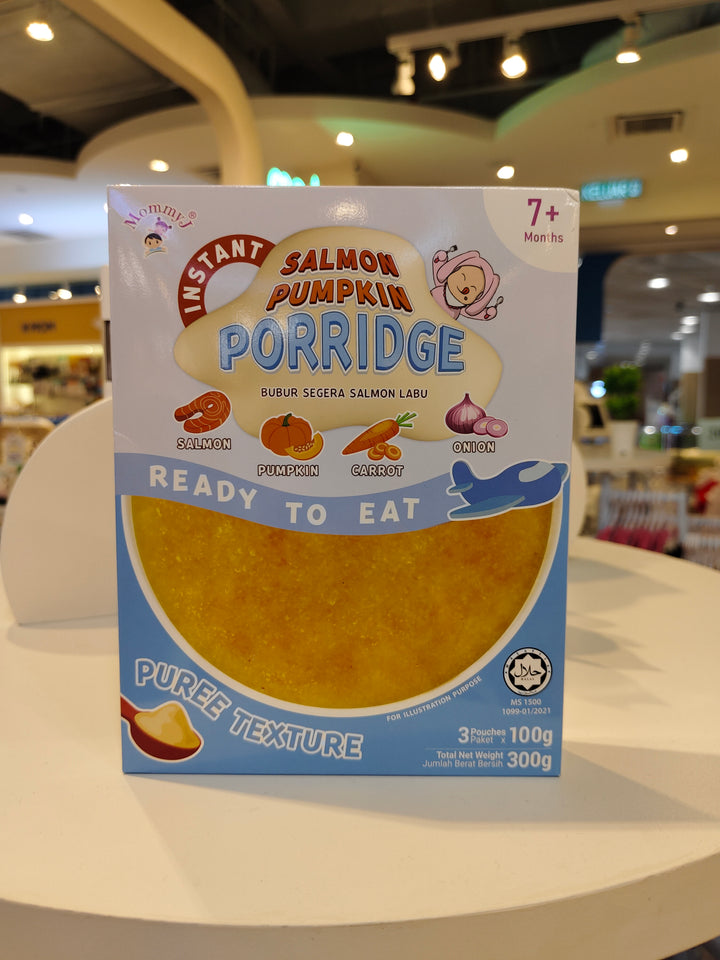 MommyJ®
7+
Months
INSTANT
SALMON
PUMPKIN
PORRIDGE
BUBUR SEGERA SALMON LABU
SALMON
PUMPKIN
CARROT
ONION
READY TO EAT
PUREE TEXTURE
FOR ILLUSTRATION PURPOSE
حلال
MS 1500
1099-01/2021
3 Pouches x 100g
Paket
Total Net Weight 300g
Jumlah Berat Bersih